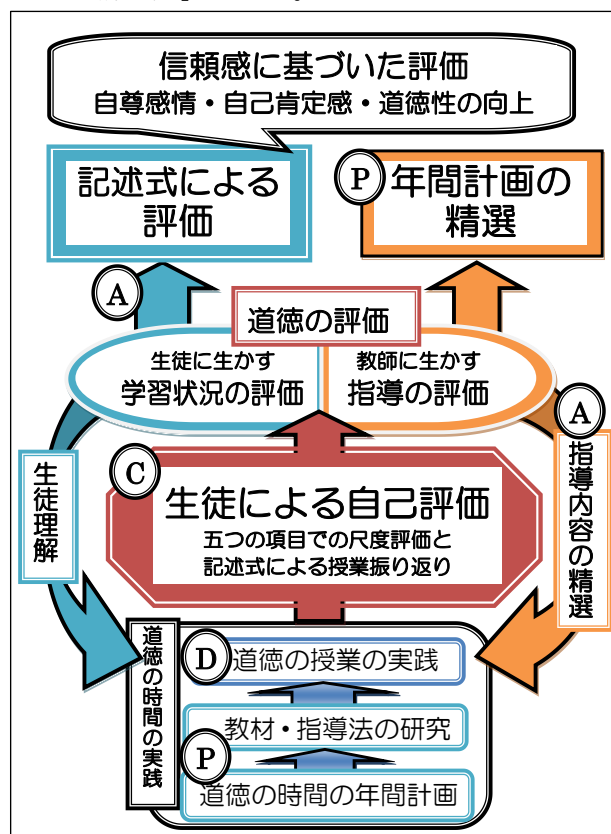 信頼感に基づいた評価
自尊感情・自己肯定感・道徳性の向上
記述式による
評価
P
年間計画の
精選
A
道徳の評価
生徒に生かす
学習状況の評価
教師に生かす
指導の評価
A
指導内容の精選
生徒理解
C
生徒による自己評価
五つの項目での尺度評価と
記述式による授業振り返り
道徳の時間の実践
D
道徳の授業の実践
教材・指導法の研究
P
道徳の時間の年間計画